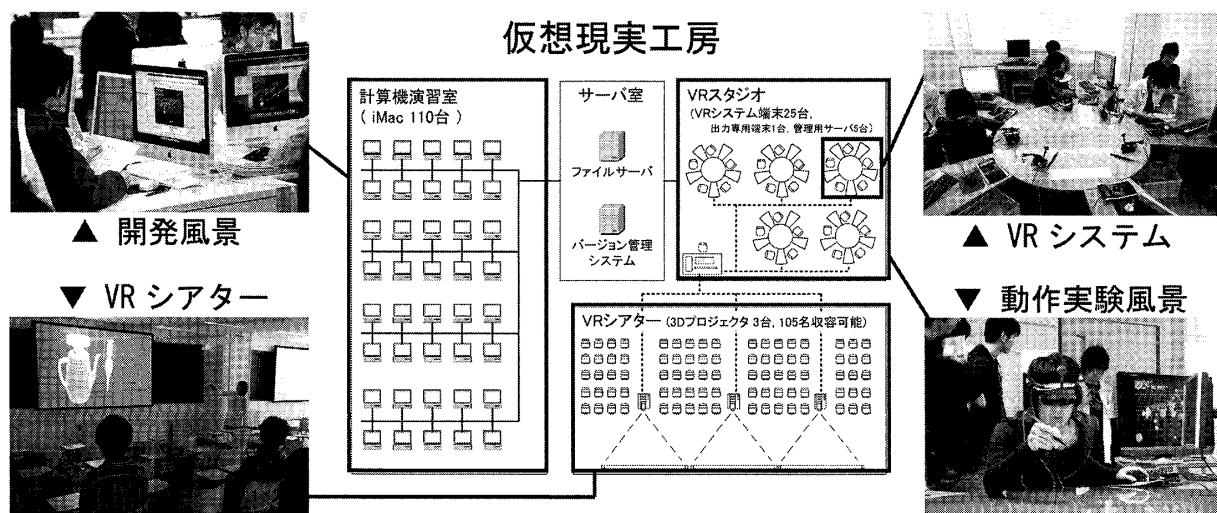 仮想現実工房
計算機演習室
( iMac 110台 )
サーバ室
ファイルサーバ
バージョン管理
システム
VRスタジオ
(VRシステム端末25台,
出力専用端末1台, 管理用サーバ5台)
▲ 開発風景
▲ VR システム
▼ VR シアター
▼ 動作実験風景
VRシアター (3Dプロジェクタ 3台, 105名収容可能)